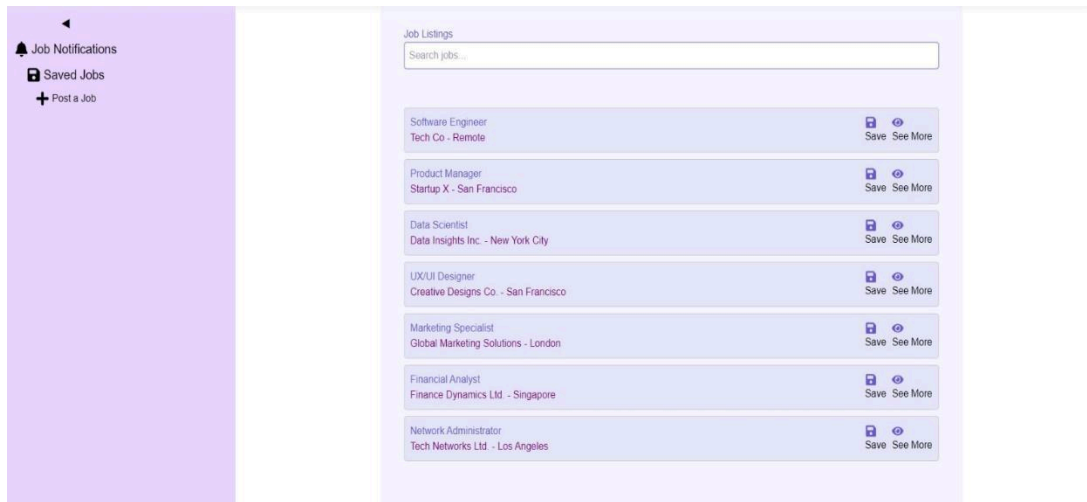 Job Notifications
Saved Jobs
Post a Job
Job Listings
Search jobs...
Software Engineer
Tech Co - Remote
Save See More
Product Manager
Startup X - San Francisco
Save See More
Data Scientist
Data Insights Inc. - New York City
Save See More
UX/UI Designer
Creative Designs Co. - San Francisco
Save See More
Marketing Specialist
Global Marketing Solutions - London
Save See More
Financial Analyst
Finance Dynamics Ltd. - Singapore
Save See More
Network Administrator
Tech Networks Ltd. - Los Angeles
Save See More